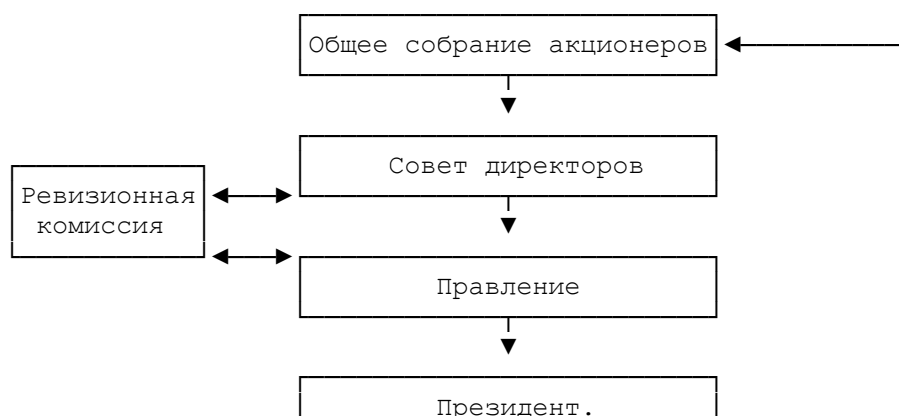 Общее собрание акционеров
Совет директоров
Ревизионная
комиссия
Правление
Президент.